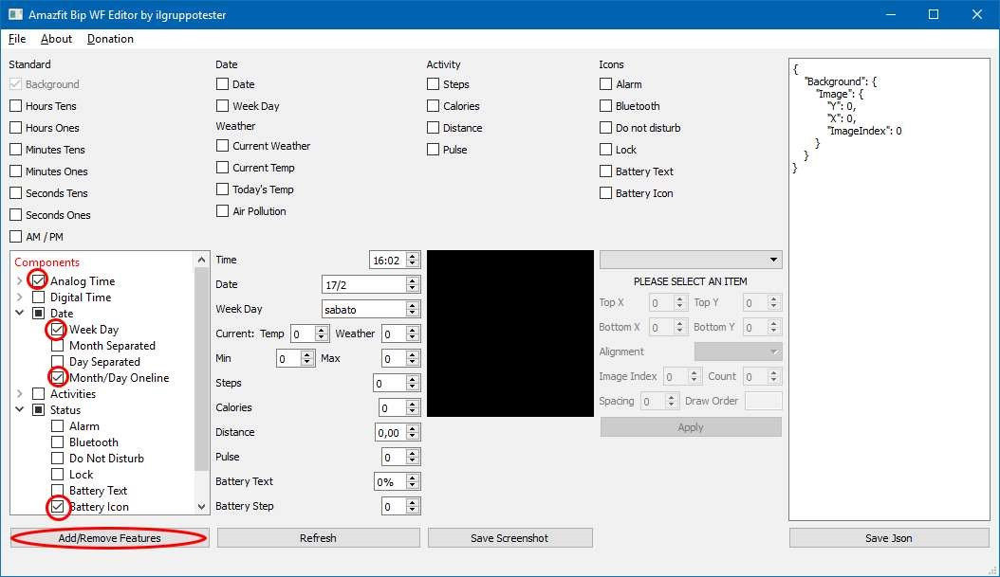 Amazfit Bip WF Editor by ilgruppotester
File About Donation
Standard
Background
Hours Tens
Hours Ones
Minutes Tens
Minutes Ones
Seconds Tens
Seconds Ones
AM / PM
Date
Date
Week Day
Weather
Current Weather
Current Temp
Today's Temp
Air Pollution
Activity
Steps
Calories
Distance
Pulse
Icons
Alarm
Bluetooth
Do not disturb
Lock
Battery Text
Battery Icon
Components
Analog Time
Digital Time
Date
Week Day
Month Separated
Day Separated
Month/Day Oneline
Activities
Status
Alarm
Bluetooth
Do Not Disturb
Lock
Battery Text
Battery Icon
Add/Remove Features
Time 16:02
Date 17/2
Week Day sabato
Current: Temp 0 Weather 0
Min 0 Max 0
Steps 0
Calories 0
Distance 0,00
Pulse 0
Battery Text 0%
Battery Step 0
Refresh
Save Screenshot
PLEASE SELECT AN ITEM
Top X 0 Top Y 0
Bottom X 0 Bottom Y 0
Alignment
Image Index 0 Count 0
Spacing 0 Draw Order
Apply
{
"Background": {
"Image": {
"Y": 0,
"X": 0,
"ImageIndex": 0
}
}
}
Save Json